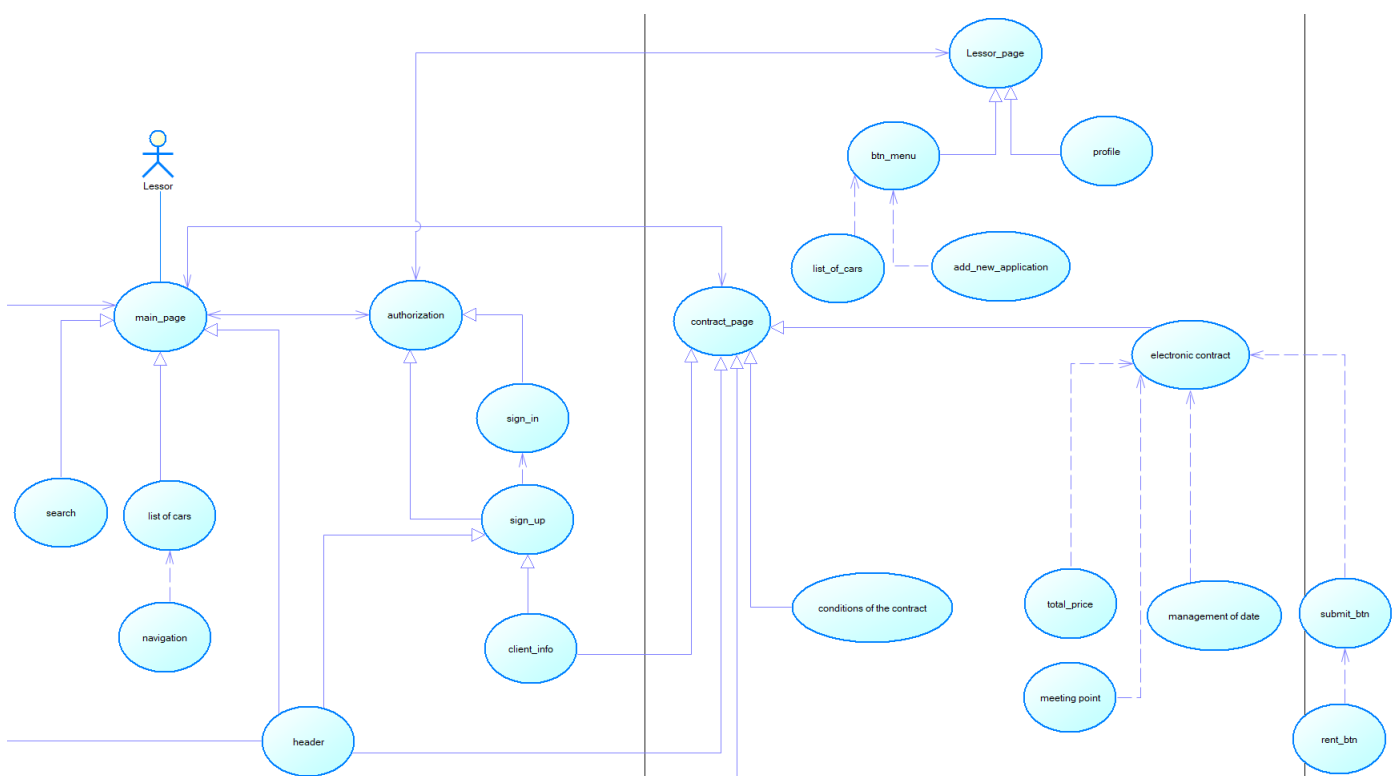 Lessor_page
btn_menu
profile
Lessor
list_of_cars
add_new_application
main_page
authorization
contract_page
electronic contract
sign_in
search
list of cars
sign_up
total_price
conditions of the contract
management of date
submit_btn
navigation
client_info
meeting point
header
rent_btn